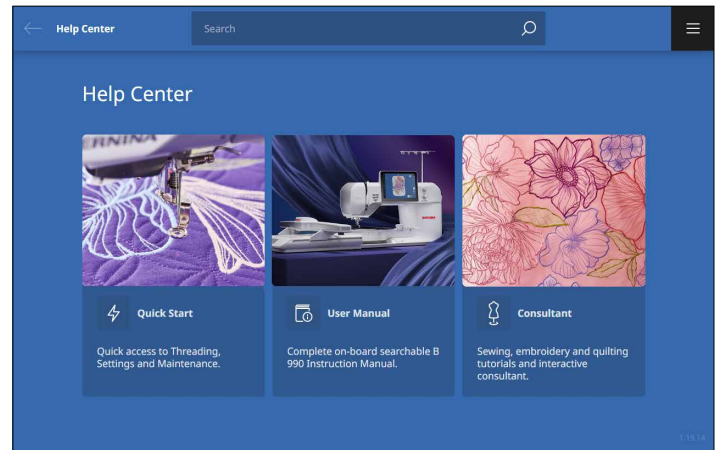 Help Center
Search
Help Center
BERNINA
Quick Start
Quick access to Threading,
Settings and Maintenance.
User Manual
Complete on-board searchable B
990 Instruction Manual.
Consultant
Sewing, embroidery and quilting
tutorials and interactive
consultant.
1.19.14